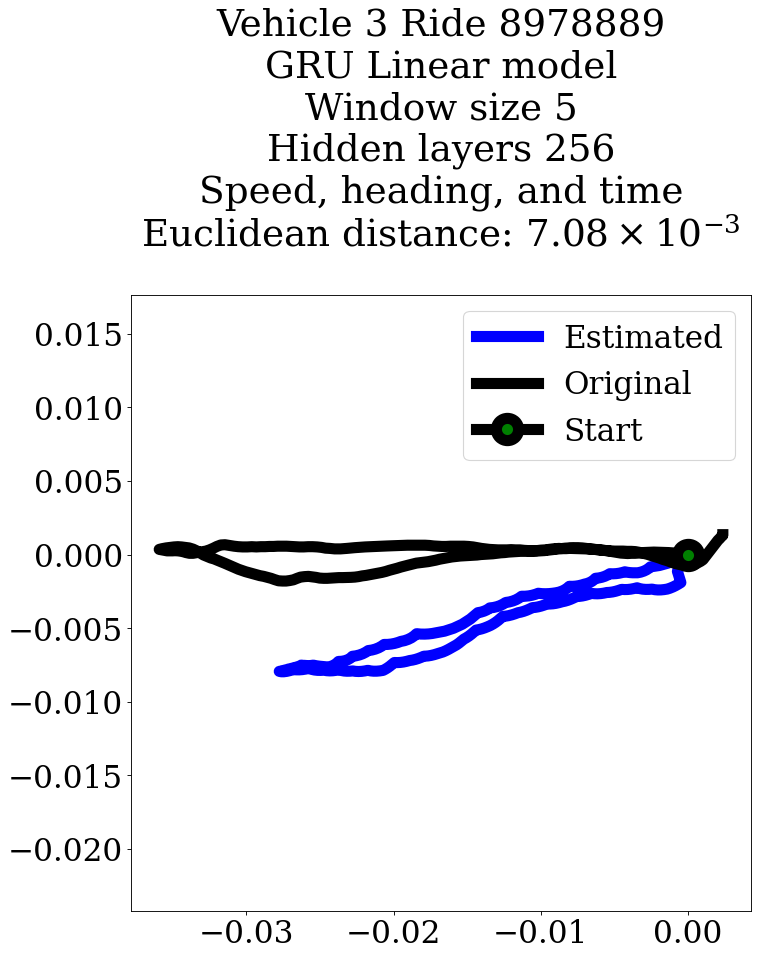 Vehicle 3 Ride 8978889
GRU Linear model
Window size 5
Hidden layers 256
Speed, heading, and time
Euclidean distance: 7.08 × 10⁻³
Estimated
Original
Start
0.015
0.010
0.005
0.000
−0.005
−0.010
−0.015
−0.020
−0.03 −0.02 −0.01 0.00